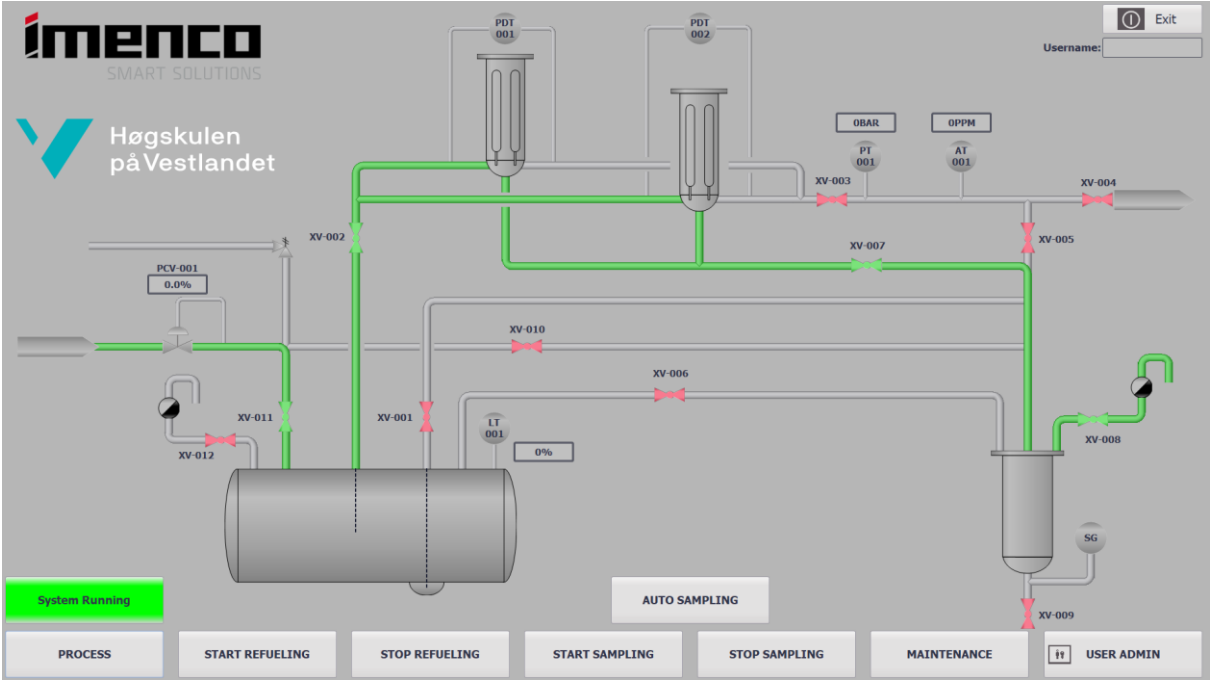 imenco
SMART SOLUTIONS
Høgskulen
på Vestlandet
PDT
001
PDT
002
Exit
Username:
0BAR
0PPM
PT
001
AT
001
XV-003
XV-004
XV-002
XV-005
XV-007
PCV-001
0.0%
XV-010
XV-006
XV-011
XV-001
LT
001
0%
XV-012
XV-008
SG
XV-009
System Running
AUTO SAMPLING
PROCESS
START REFUELING
STOP REFUELING
START SAMPLING
STOP SAMPLING
MAINTENANCE
USER ADMIN